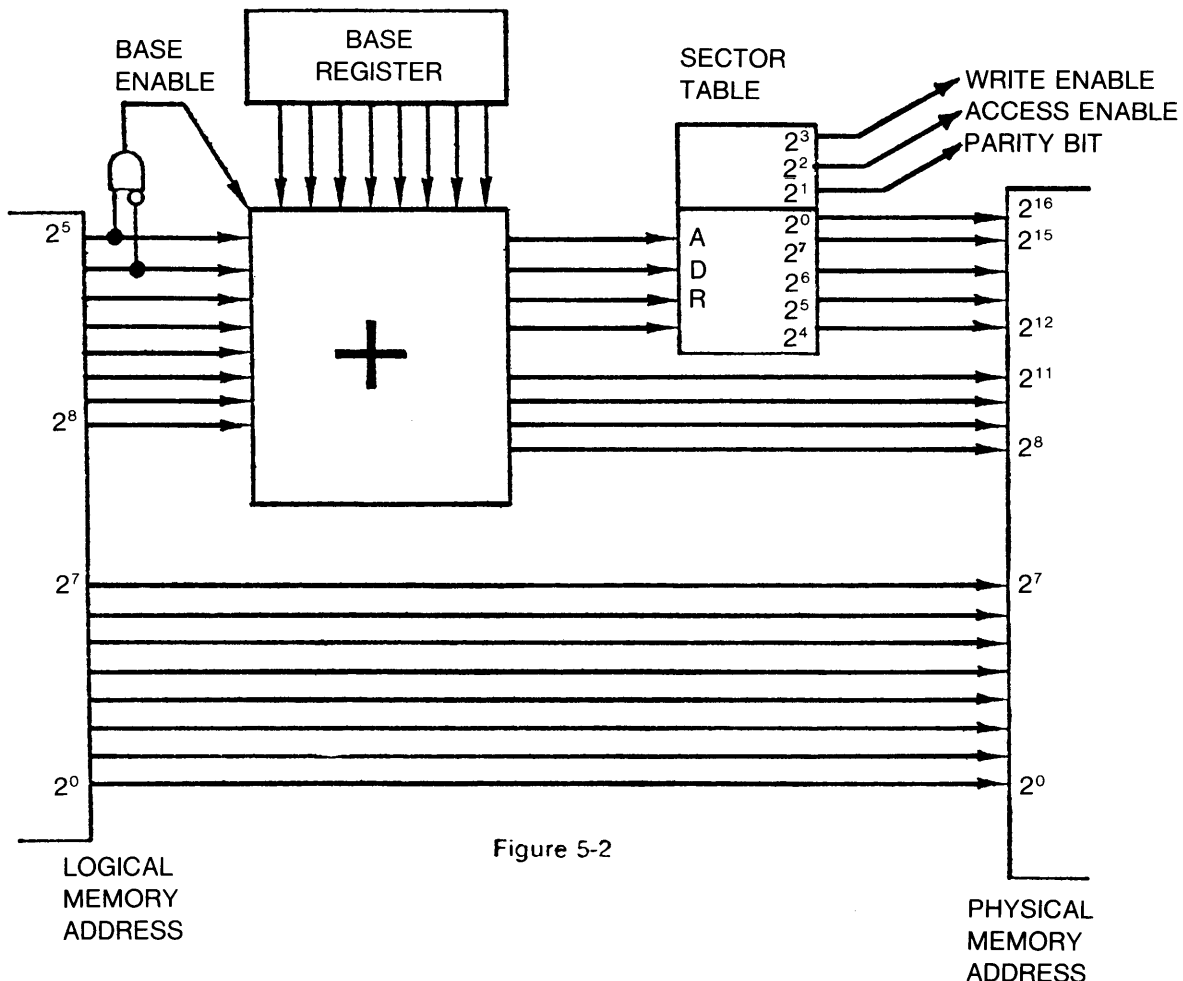 BASE
ENABLE
BASE
REGISTER
SECTOR
TABLE
WRITE ENABLE
ACCESS ENABLE
PARITY BIT
2³
2²
2¹
2⁰
2⁷
2⁶
2⁵
2⁴
A
D
R
+
2⁵
2⁸
2⁷
2⁰
2¹⁶
2¹⁵
2¹²
2¹¹
2⁸
2⁷
2⁰
Figure 5-2
LOGICAL
MEMORY
ADDRESS
PHYSICAL
MEMORY
ADDRESS